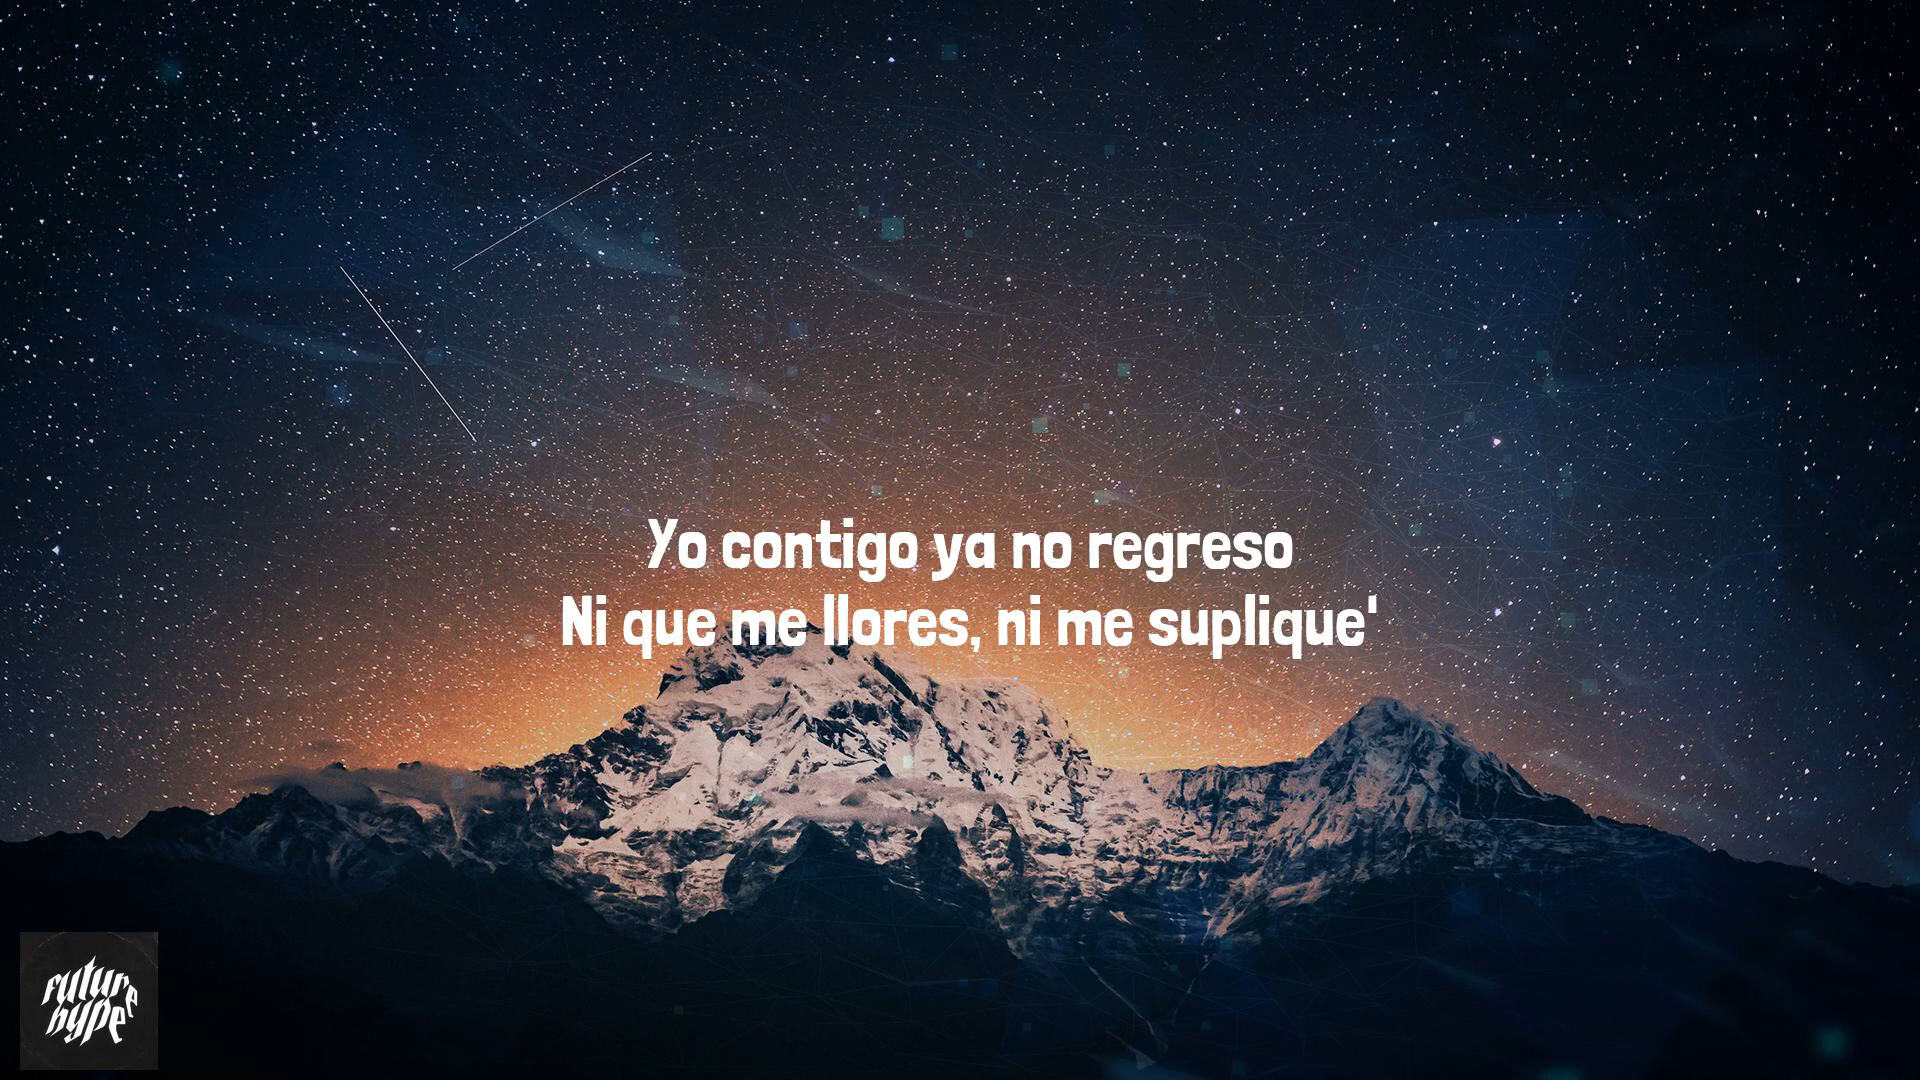 Yo contigo ya no regreso
Ni que me llores, ni me suplique'
future
hype